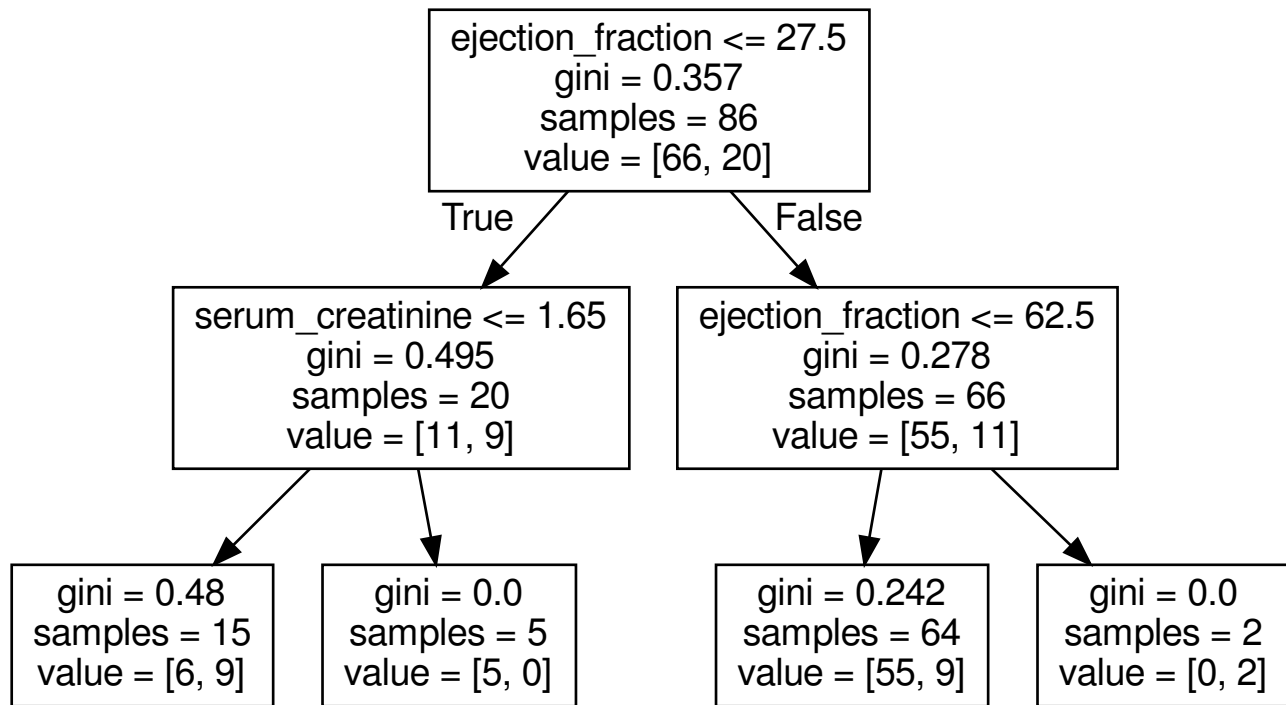 ejection_fraction <= 27.5
gini = 0.357
samples = 86
value = [66, 20]
True
False
serum_creatinine <= 1.65
gini = 0.495
samples = 20
value = [11, 9]
ejection_fraction <= 62.5
gini = 0.278
samples = 66
value = [55, 11]
gini = 0.48
samples = 15
value = [6, 9]
gini = 0.0
samples = 5
value = [5, 0]
gini = 0.242
samples = 64
value = [55, 9]
gini = 0.0
samples = 2
value = [0, 2]